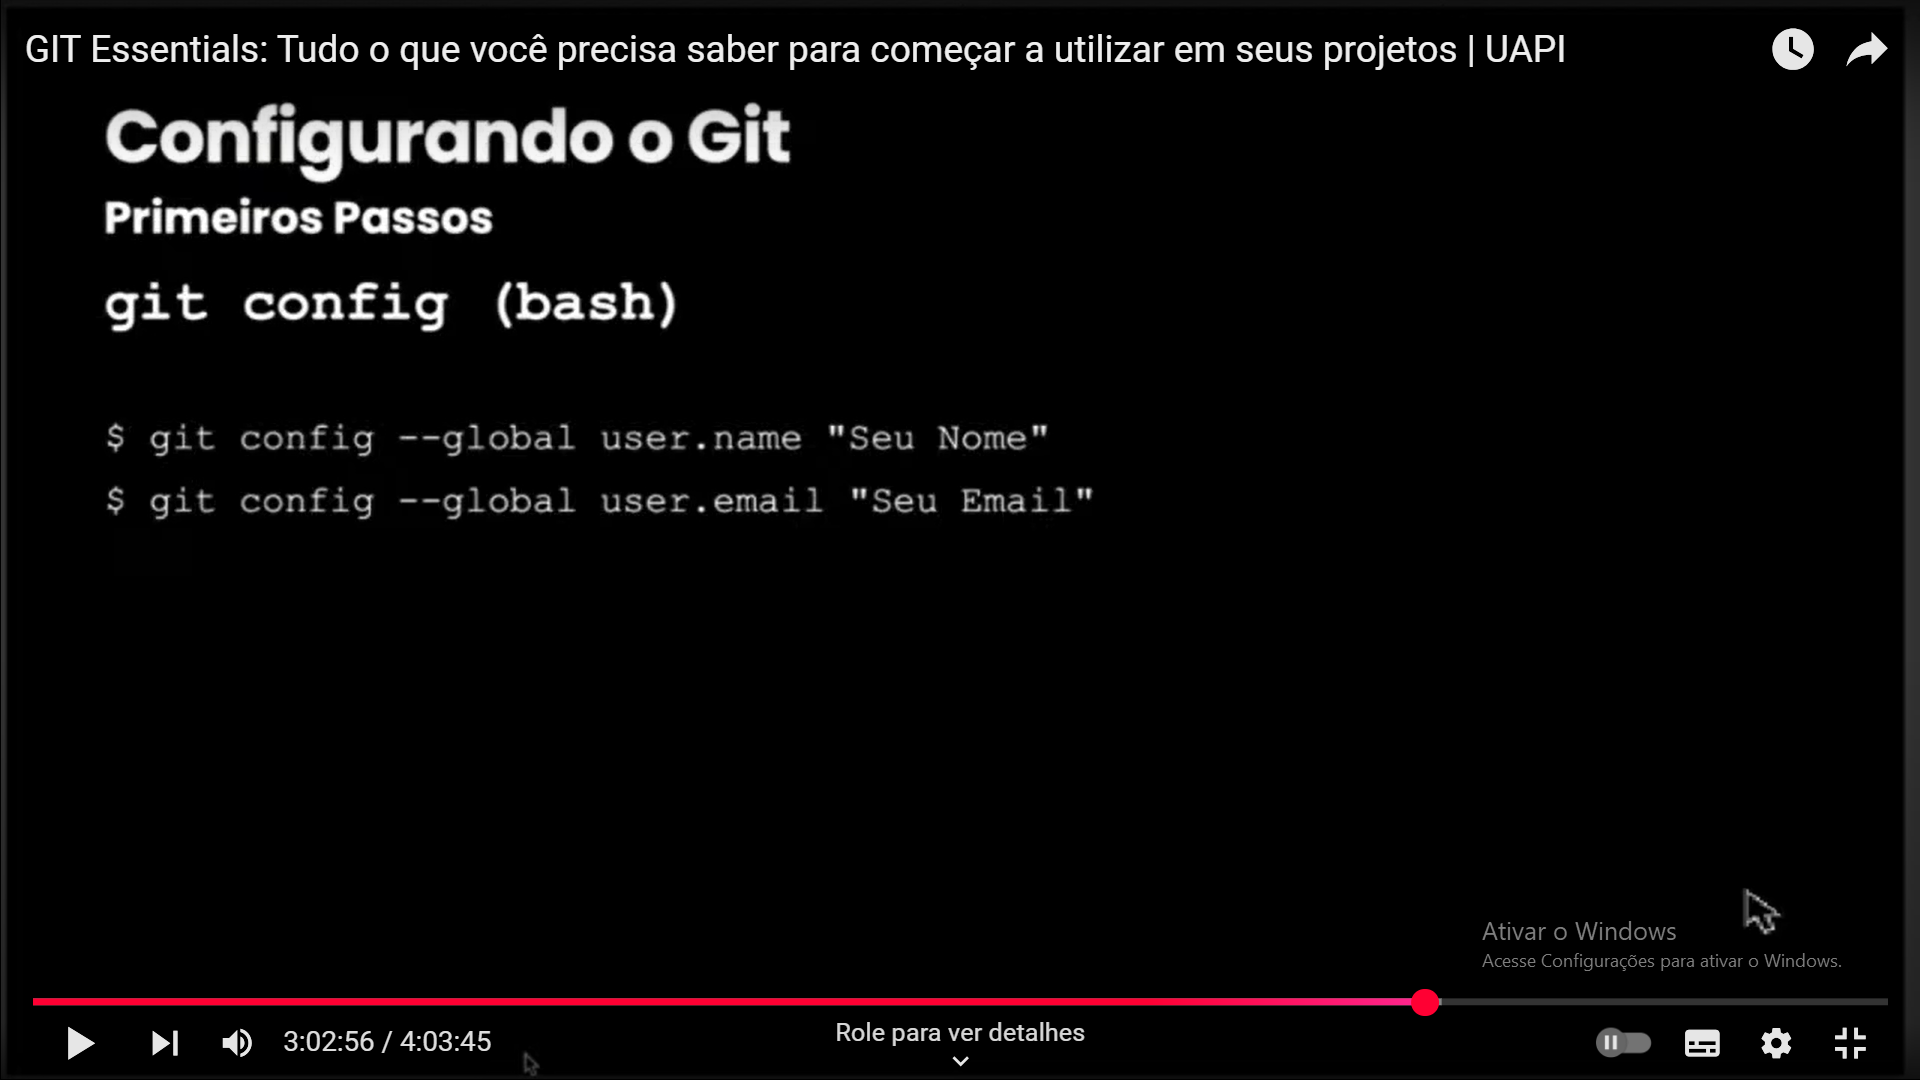 GIT Essentials: Tudo o que você precisa saber para começar a utilizar em seus projetos | UAPI
Configurando o Git
Primeiros Passos
git config (bash)
$ git config --global user.name "Seu Nome"
$ git config --global user.email "Seu Email"
Ativar o Windows
Acesse Configurações para ativar o Windows.
3:02:56 / 4:03:45
Role para ver detalhes